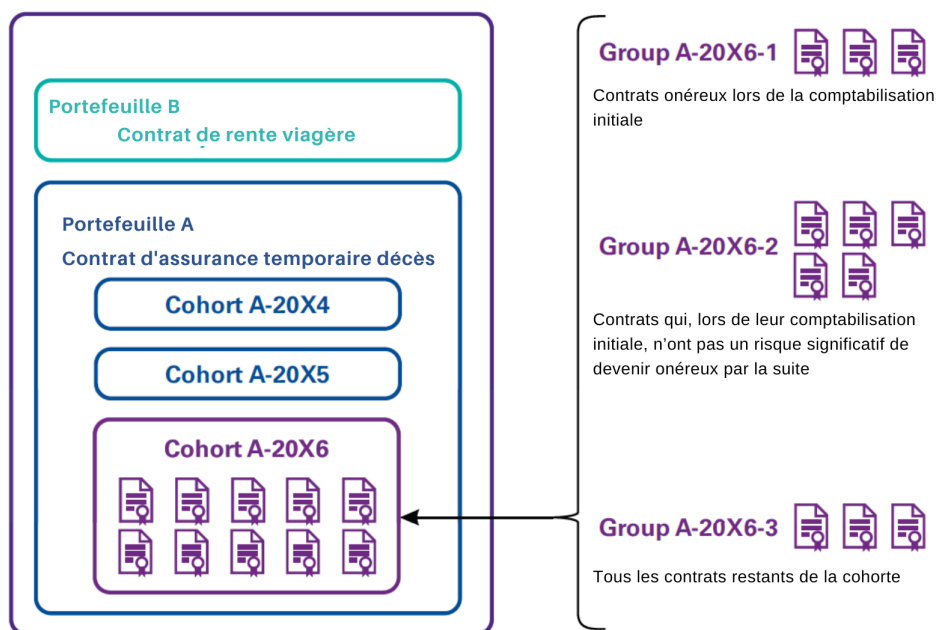 Portefeuille B
Contrat de rente viagère
Portefeuille A
Contrat d'assurance temporaire décès
Cohort A-20X4
Cohort A-20X5
Cohort A-20X6
Group A-20X6-1
Contrats onéreux lors de la comptabilisation
initiale
Group A-20X6-2
Contrats qui, lors de leur comptabilisation
initiale, n'ont pas un risque significatif de
devenir onéreux par la suite
Group A-20X6-3
Tous les contrats restants de la cohorte